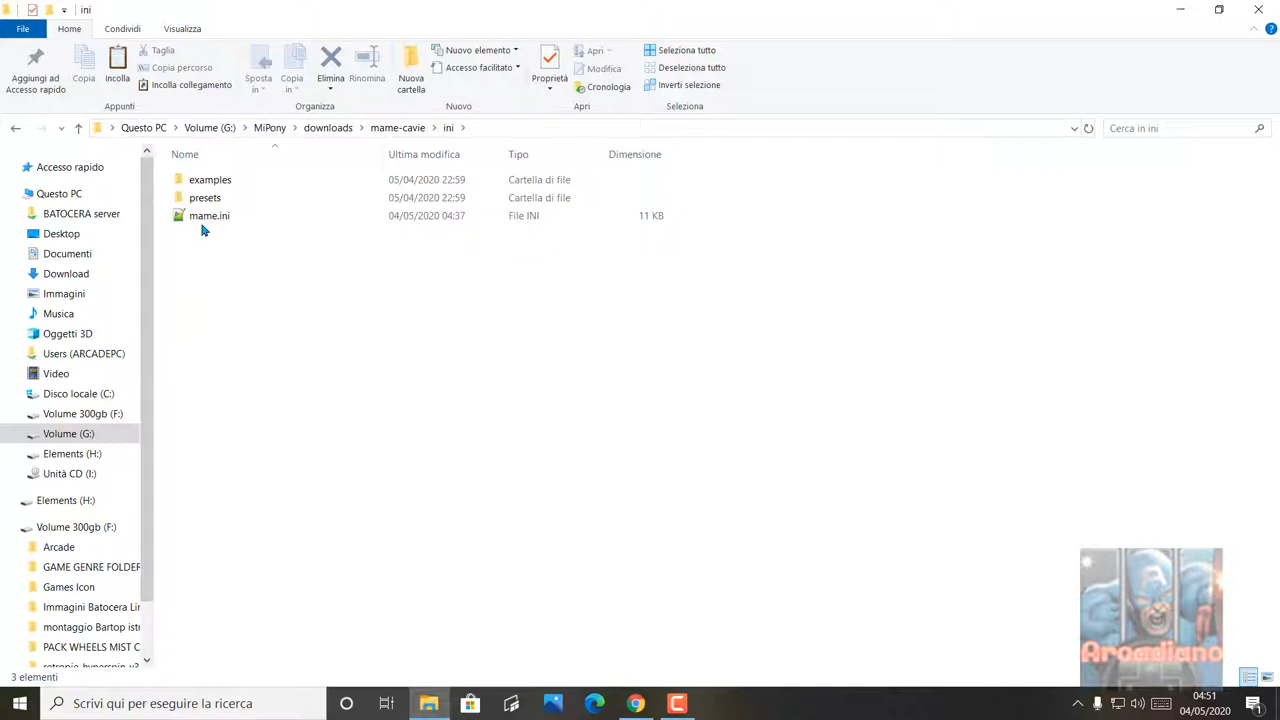 ini
File Home Condividi Visualizza
Aggiungi ad Accesso rapido
Copia
Incolla
Taglia
Copia percorso
Incolla collegamento
Appunti
Sposta in
Copia in
Elimina
Rinomina
Organizza
Nuova cartella
Nuovo elemento
Accesso facilitato
Nuovo
Proprietà
Apri
Modifica
Cronologia
Apri
Seleziona tutto
Deseleziona tutto
Inverti selezione
Seleziona
Questo PC > Volume (G:) > MiPony > downloads > mame-cavie > ini >
Cerca in ini
Nome Ultima modifica Tipo Dimensione
examples 05/04/2020 22:59 Cartella di file
presets 05/04/2020 22:59 Cartella di file
mame.ini 04/05/2020 04:37 File INI 11 KB
Accesso rapido
Questo PC
BATOCERA server
Desktop
Documenti
Download
Immagini
Musica
Oggetti 3D
Users (ARCADEPC)
Video
Disco locale (C:)
Volume 300gb (F:)
Volume (G:)
Elements (H:)
Unità CD (I:)
Elements (H:)
Volume 300gb (F:)
Arcade
GAME GENRE FOLDER
Games Icon
Immagini Batocera Lin
montaggio Bartop istr
PACK WHEELS MIST C
retropie-hyperspin-v3
Arcadiano
3 elementi
Scrivi qui per eseguire la ricerca
04:51
04/05/2020
1